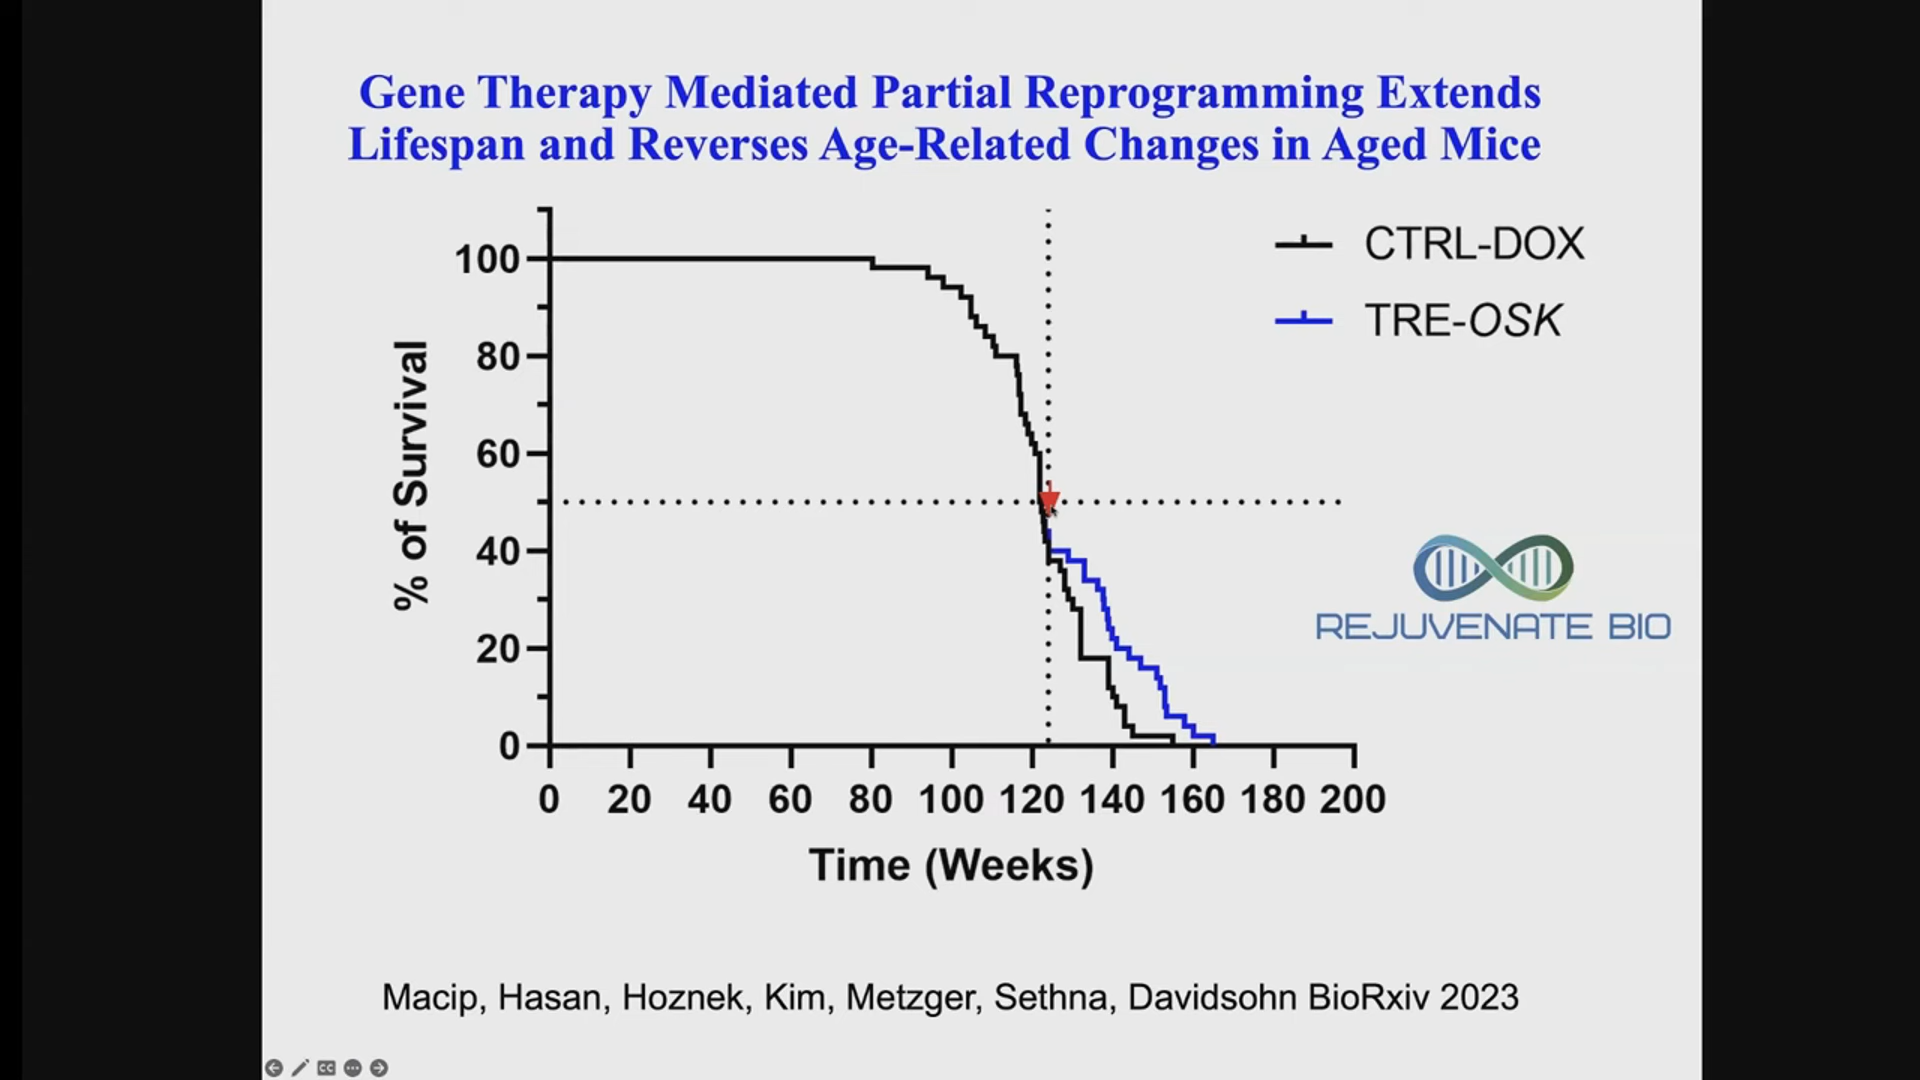 Gene Therapy Mediated Partial Reprogramming Extends
Lifespan and Reverses Age-Related Changes in Aged Mice
CTRL-DOX
TRE-OSK
% of Survival
100
80
60
40
20
0
0 20 40 60 80 100 120 140 160 180 200
Time (Weeks)
REJUVENATE BIO
Macip, Hasan, Hoznek, Kim, Metzger, Sethna, Davidsohn BioRxiv 2023
CC